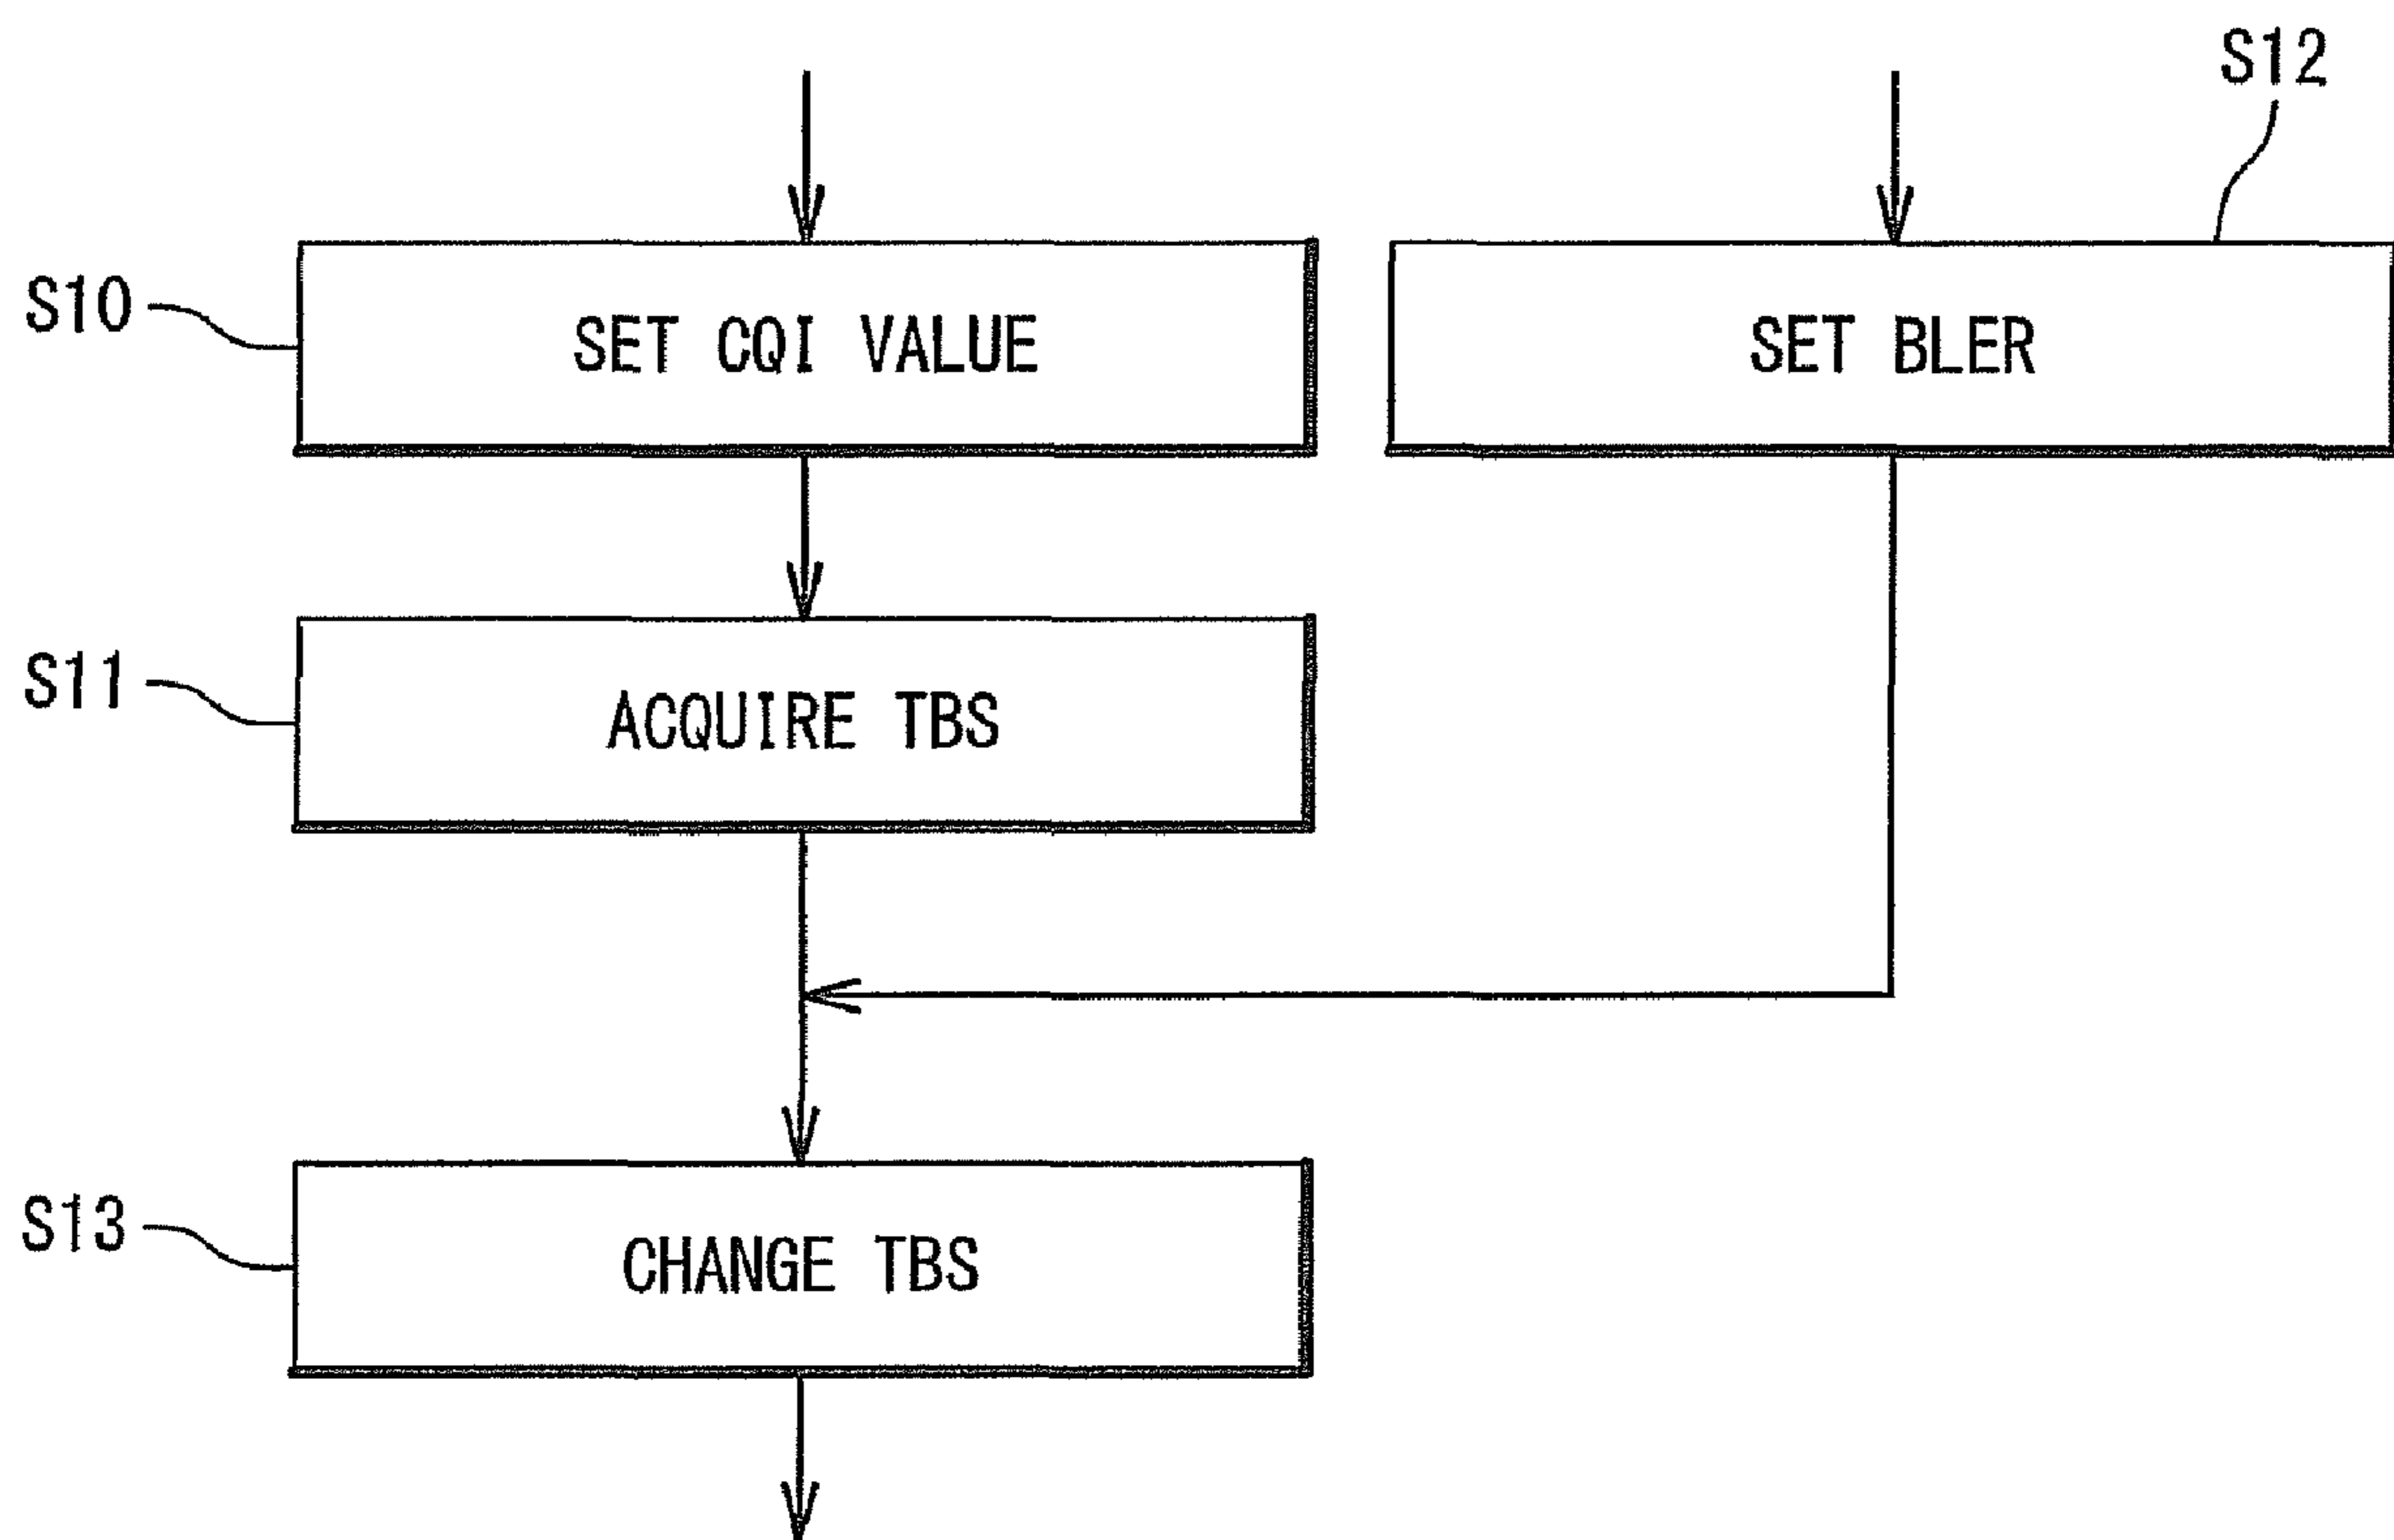 S12
S10
SET CQI VALUE
SET BLER
S11
ACQUIRE TBS
S13
CHANGE TBS